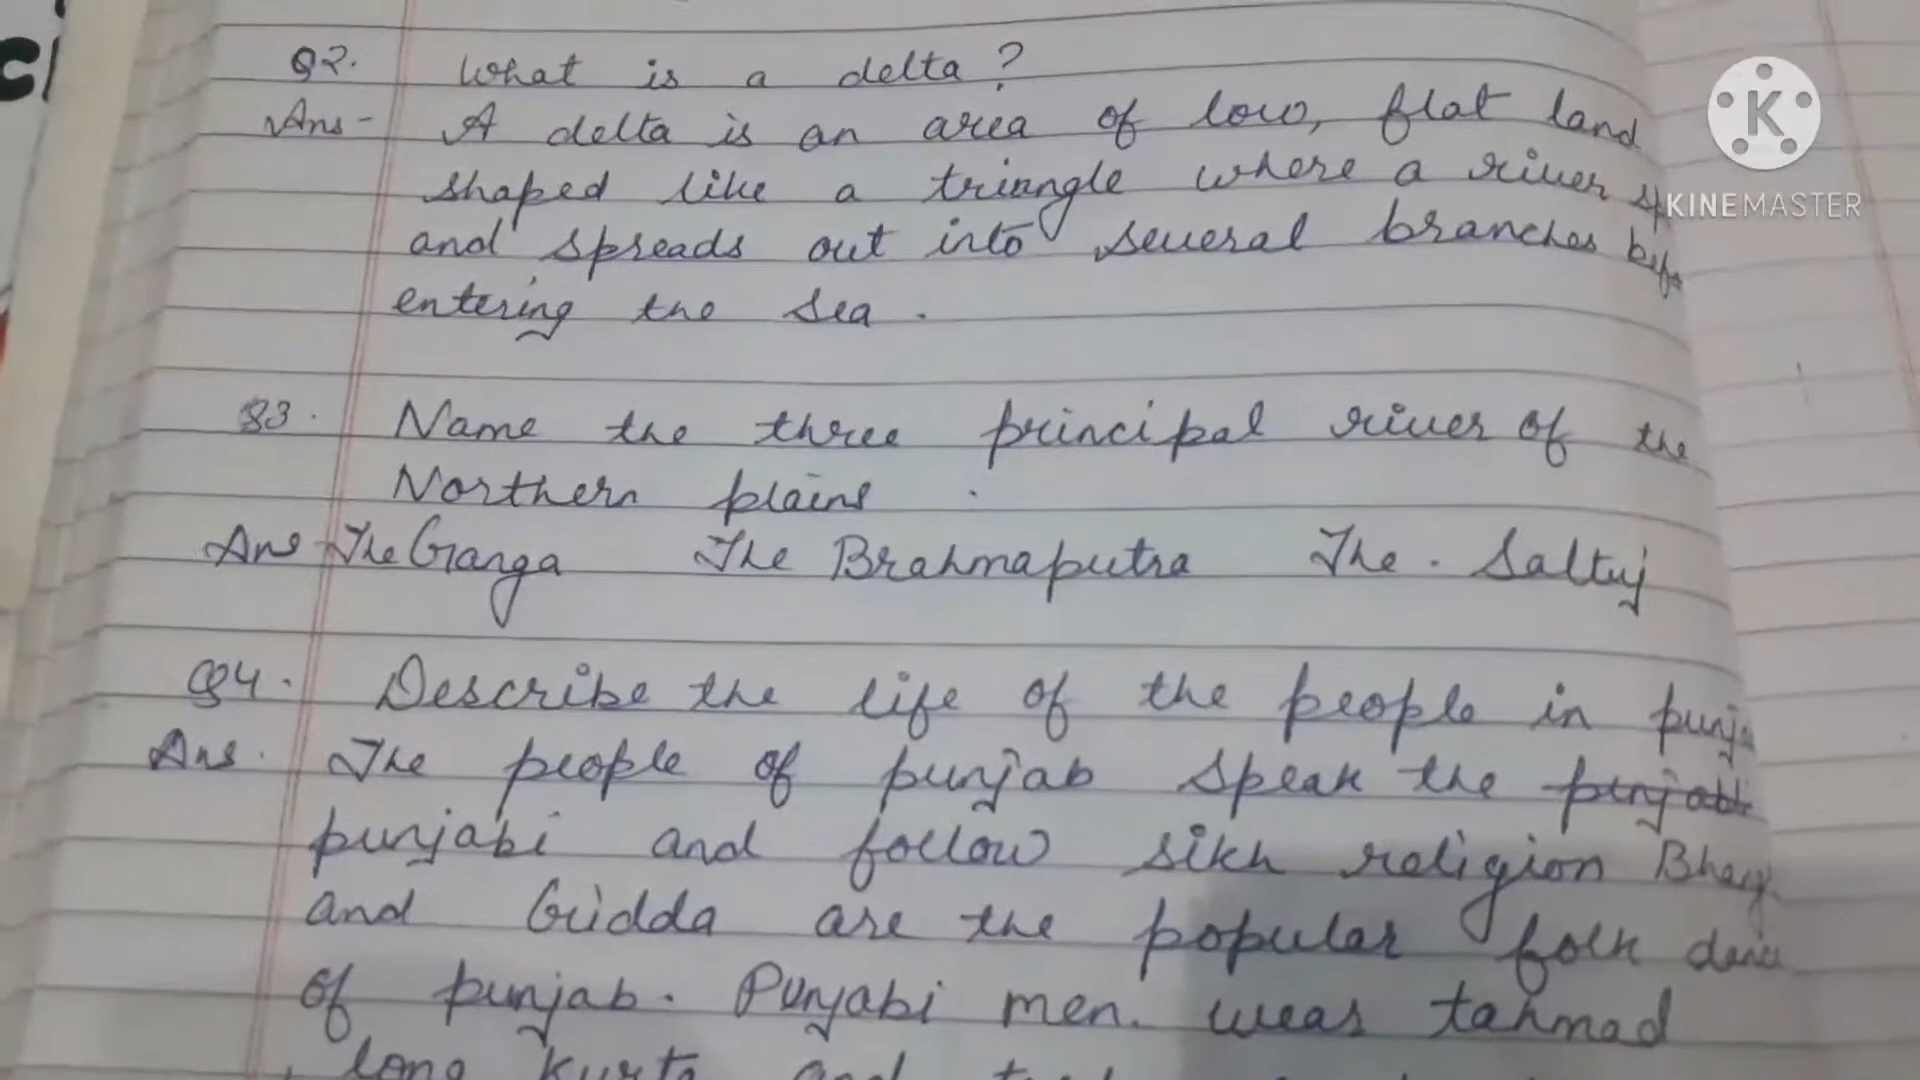 Q2. What is a delta ?
Ans- A delta is an area of low, flat land
shaped like a triangle where a river
and spreads out into several branches
entering the sea .
Q3. Name the three principal river of the
Northern plains .
Ans The Ganga The Brahmaputra The . Saltuj
Q4. Describe the life of the people in
Ans. The people of punjab speak the
punjabi and follow sikh religion
and Gidda are the popular folk
of punjab. Punjabi men. wear tahmad
long kurta and
K
KINEMASTER